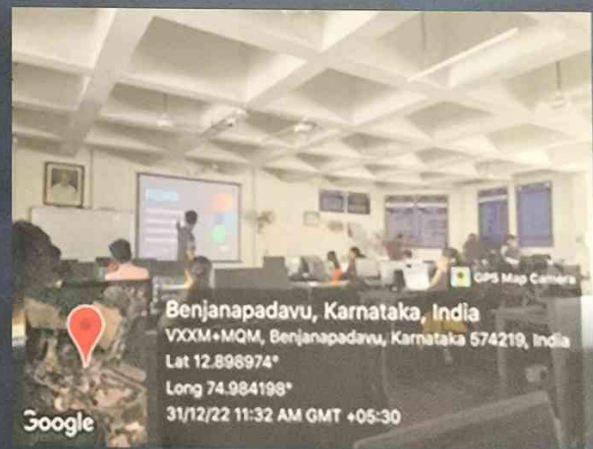 GPS Map Camera
Benjanapadavu, Karnataka, India
VXXM+MQM, Benjanapadavu, Karnataka 574219, India
Lat 12.898974°
Long 74.984198°
31/12/22 11:32 AM GMT +05:30
Google